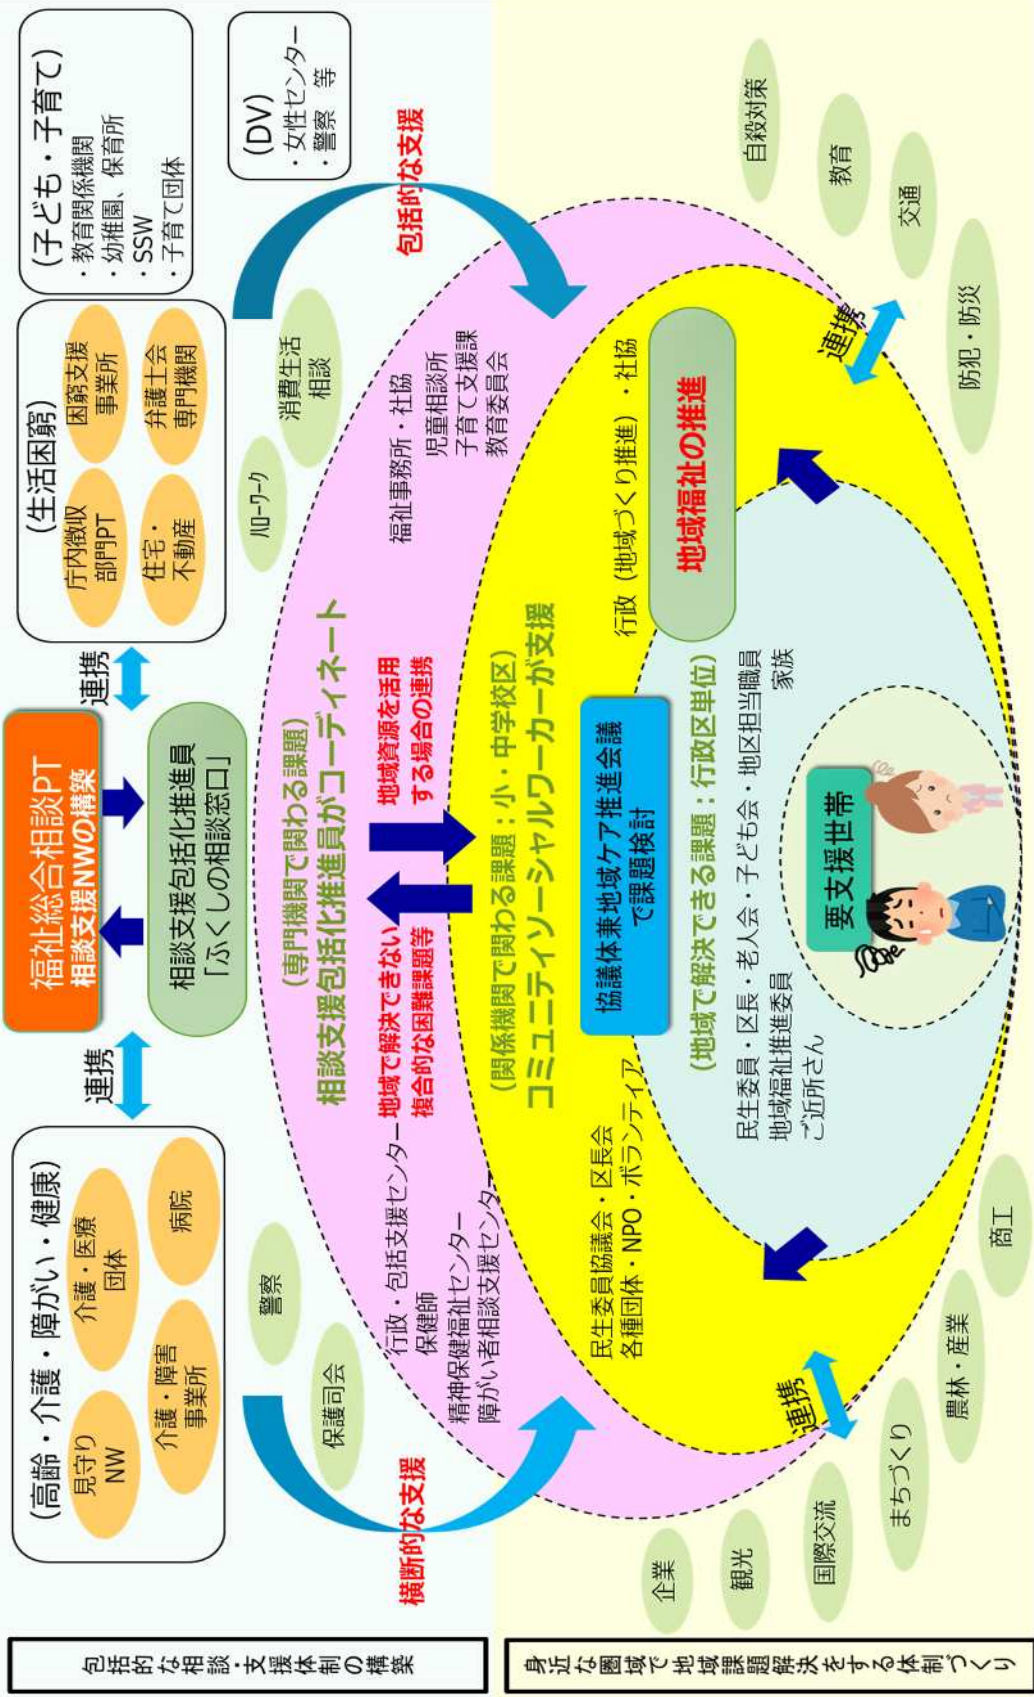 包括的な相談・支援体制の構築
身近な圏域で地域課題解決をする体制づくり
(高齢・介護・障がい・健康)
見守り
NW
介護・医療
団体
介護・障害
事業所
病院
連携
福祉総合相談PT
相談支援NWの構築
連携
相談支援包括化推進員
「ふくしの相談窓口」
(生活困窮)
庁内徴収
部門PT
困窮支援
事業所
住宅・
不動産
弁護士会
専門機関
(子ども・子育て)
・教育関係機関
・幼稚園、保育所
・SSW
・子育て団体
(DV)
・女性センター
・警察 等
警察
保護司会
ハローワーク
消費生活
相談
横断的な支援
包括的な支援
(専門機関で関わる課題)
相談支援包括化推進員がコーディネート
行政・包括支援センター
保健師
精神保健福祉センター
障がい者相談支援センター
地域で解決できない
複合的な困難課題等
地域資源を活用
する場合の連携
福祉事務所・社協
児童相談所
子育て支援課
教育委員会
(関係機関で関わる課題:小・中学校区)
コミュニティソーシャルワーカーが支援
民生委員協議会・区長会
各種団体・NPO・ボランティア
協議体兼地域ケア推進会議
で課題検討
行政(地域づくり推進)・社協
地域福祉の推進
(地域で解決できる課題:行政区単位)
民生委員・区長・老人会・子ども会・地区担当職員
地域福祉推進委員
家族
ご近所さん
要支援世帯
連携
連携
企業
観光
国際交流
まちづくり
農林・産業
商工
自殺対策
教育
交通
防犯・防災